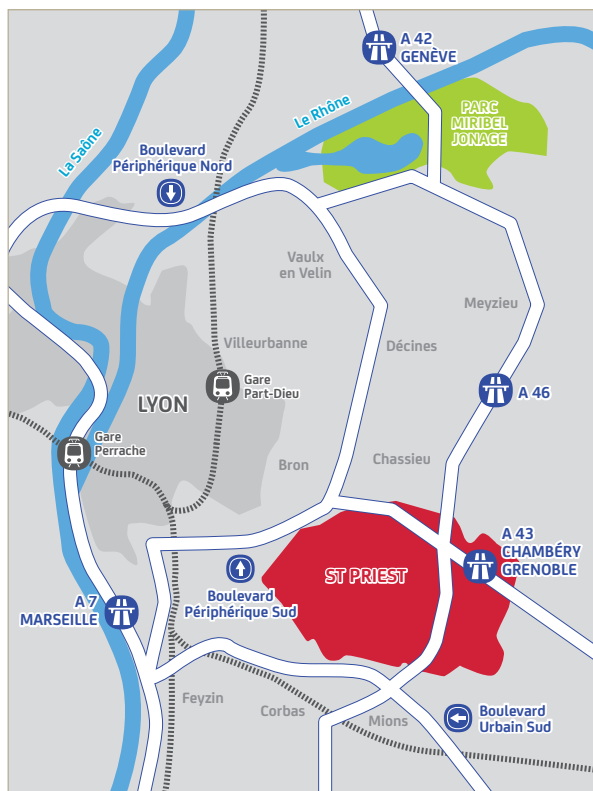 A 42
GENÈVE
Le Rhône
PARC
MIRIBEL
JONAGE
La Saône
Boulevard
Périphérique Nord
Vaulx
en Velin
Meyzieu
Villeurbanne
Décines
Gare
Part-Dieu
A 46
LYON
Gare
Perrache
Bron
Chassieu
A 43
CHAMBÉRY
GRENOBLE
ST PRIEST
Boulevard
Périphérique Sud
A 7
MARSEILLE
Feyzin
Corbas
Mions
Boulevard
Urbain Sud